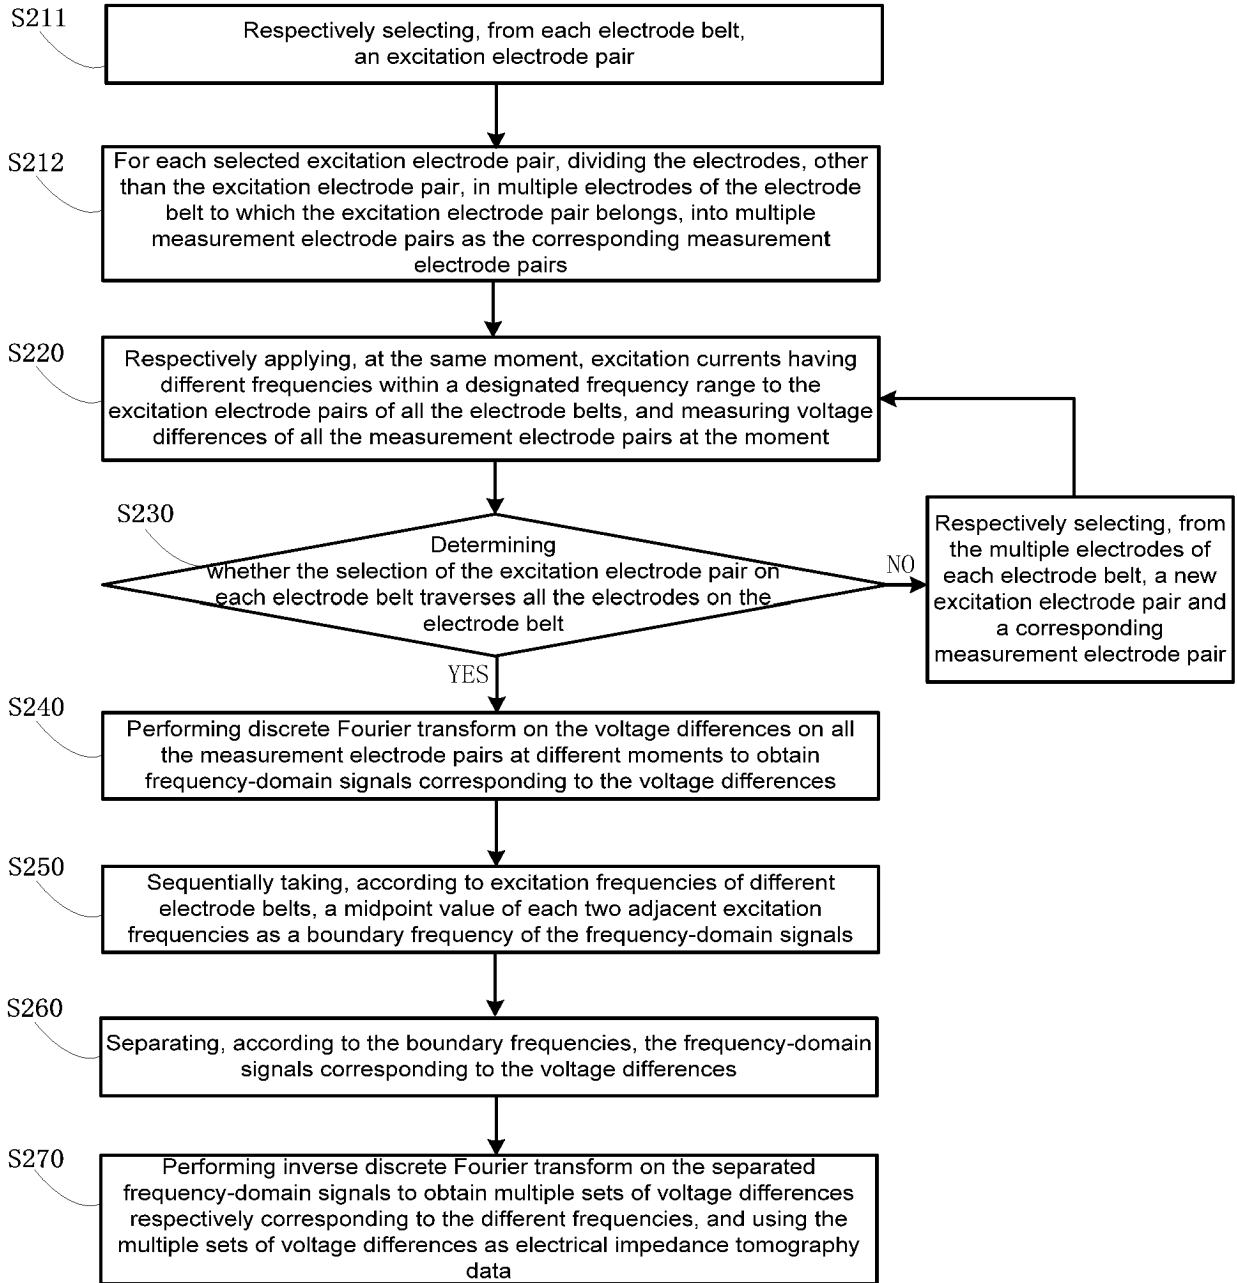 S211
Respectively selecting, from each electrode belt,
an excitation electrode pair
S212
For each selected excitation electrode pair, dividing the electrodes, other
than the excitation electrode pair, in multiple electrodes of the electrode
belt to which the excitation electrode pair belongs, into multiple
measurement electrode pairs as the corresponding measurement
electrode pairs
S220
Respectively applying, at the same moment, excitation currents having
different frequencies within a designated frequency range to the
excitation electrode pairs of all the electrode belts, and measuring voltage
differences of all the measurement electrode pairs at the moment
S230
Determining
whether the selection of the excitation electrode pair on
each electrode belt traverses all the electrodes on the
electrode belt
NO
Respectively selecting, from
the multiple electrodes of
each electrode belt, a new
excitation electrode pair and
a corresponding
measurement electrode pair
YES
S240
Performing discrete Fourier transform on the voltage differences on all
the measurement electrode pairs at different moments to obtain
frequency-domain signals corresponding to the voltage differences
S250
Sequentially taking, according to excitation frequencies of different
electrode belts, a midpoint value of each two adjacent excitation
frequencies as a boundary frequency of the frequency-domain signals
S260
Separating, according to the boundary frequencies, the frequency-domain
signals corresponding to the voltage differences
S270
Performing inverse discrete Fourier transform on the separated
frequency-domain signals to obtain multiple sets of voltage differences
respectively corresponding to the different frequencies, and using the
multiple sets of voltage differences as electrical impedance tomography
data